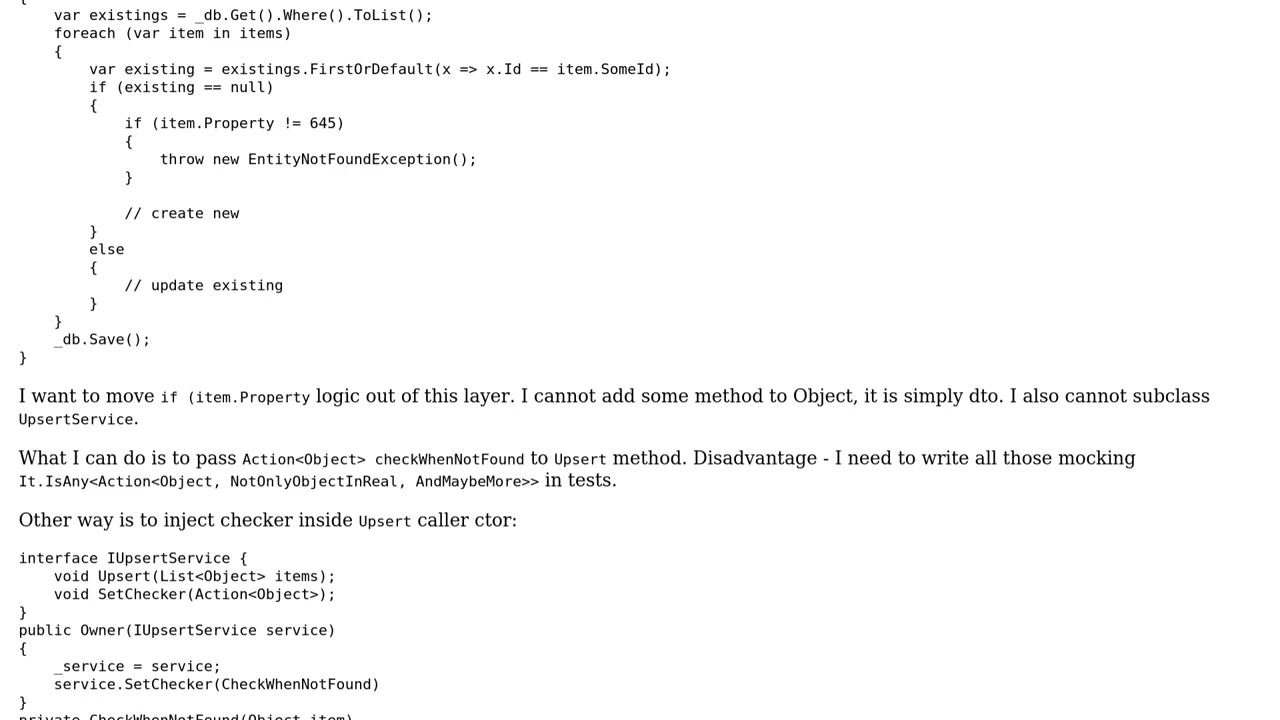 {
var existings = _db.Get().Where().ToList();
foreach (var item in items)
{
var existing = existings.FirstOrDefault(x => x.Id == item.SomeId);
if (existing == null)
{
if (item.Property != 645)
{
throw new EntityNotFoundException();
}
// create new
}
else
{
// update existing
}
}
_db.Save();
}
I want to move if (item.Property logic out of this layer. I cannot add some method to Object, it is simply dto. I also cannot subclass
UpsertService.
What I can do is to pass Action<Object> checkWhenNotFound to Upsert method. Disadvantage - I need to write all those mocking
It.IsAny<Action<Object, NotOnlyObjectInReal, AndMaybeMore>> in tests.
Other way is to inject checker inside Upsert caller ctor:
interface IUpsertService {
void Upsert(List<Object> items);
void SetChecker(Action<Object>);
}
public Owner(IUpsertService service)
{
_service = service;
service.SetChecker(CheckWhenNotFound)
}
private CheckWhenNotFound(Object item)